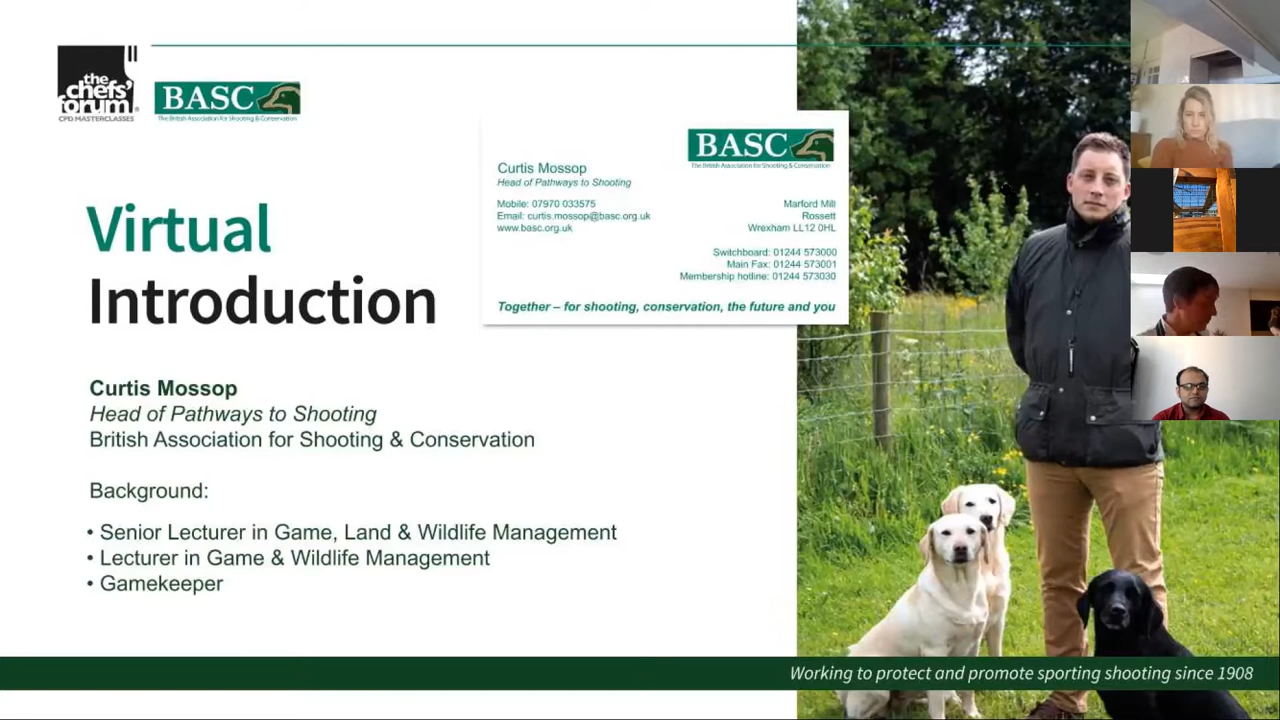 the
chefs'
forum
CPD MASTERCLASSES
BASC
The British Association for Shooting & Conservation
Virtual
Introduction
BASC
The British Association for Shooting & Conservation
Curtis Mossop
Head of Pathways to Shooting
Mobile: 07970 033575
Email: curtis.mossop@basc.org.uk
www.basc.org.uk
Marford Mill
Rossett
Wrexham LL12 0HL
Switchboard: 01244 573000
Main Fax: 01244 573001
Membership hotline: 01244 573030
Together – for shooting, conservation, the future and you
Curtis Mossop
Head of Pathways to Shooting
British Association for Shooting & Conservation
Background:
• Senior Lecturer in Game, Land & Wildlife Management
• Lecturer in Game & Wildlife Management
• Gamekeeper
Working to protect and promote sporting shooting since 1908